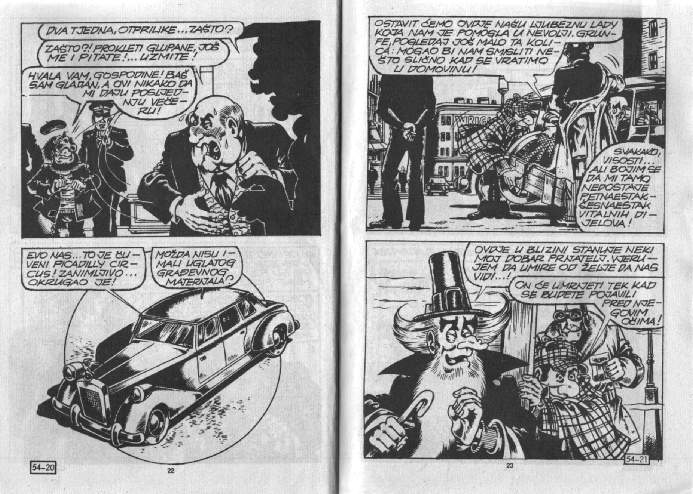 DVA TJEDNA, OTPRILIKE... ZAŠTO?
ZAŠTO?! PROKLETI GLUPANE, JOŠ
ME I PITATE!... UZMITE!
HVALA VAM, GOSPODINE! BAŠ
SAM GLADAN, A OVI NIKAKO DA
MI DAJU POSLJED-
NJU VEČE-
RU!
EVO NAS... TO JE ČU-
VENI PICADILLY CIR-
CUS! ZANIMLJIVO...
OKRUGAO JE!
MOŽDA NISU I-
MALI UGLATOG
GRAĐEVNOG
MATERIJALA?
54-20
22
OSTAVIT ĆEMO OVDJE NAŠU LJUBEZNU LADY
KOJA NAM JE POMOGLA U NEVOLJI. GRUN-
FE, POGLEDAJ JOŠ MALO TA KOLI-
CA: MOGAO BI NAM SMISLITI NE-
ŠTO SLIČNO KAD SE VRATIMO
U DOMOVINU!
SVAKAKO,
VISOSTI...
ALI BOJIM SE
DA MI TAMO
NEDOSTAJE
PETNAESTAK-
ŠESNAESTAK
VITALNIH DI-
JELOVA!
OVDJE U BLIZINI STANUJE NEKI
MOJ DOBAR PRIJATELJ. VJERU-
JEM DA UMIRE OD ŽELJE DA NAS
VIDI...!
ON ĆE UMRIJETI TEK KAD
SE BUDETE POJAVILI
PRED NJE-
GOVIM
OČIMA!
23
54-21